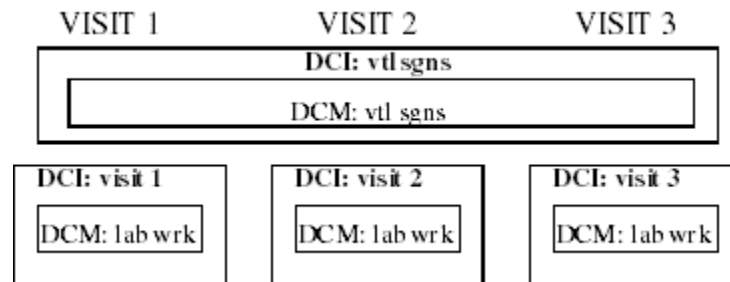 VISIT 1 VISIT 2 VISIT 3
DCI: vtl sgns
DCM: vtl sgns
DCI: visit 1 DCI: visit 2 DCI: visit 3
DCM: lab wrk DCM: lab wrk DCM: lab wrk